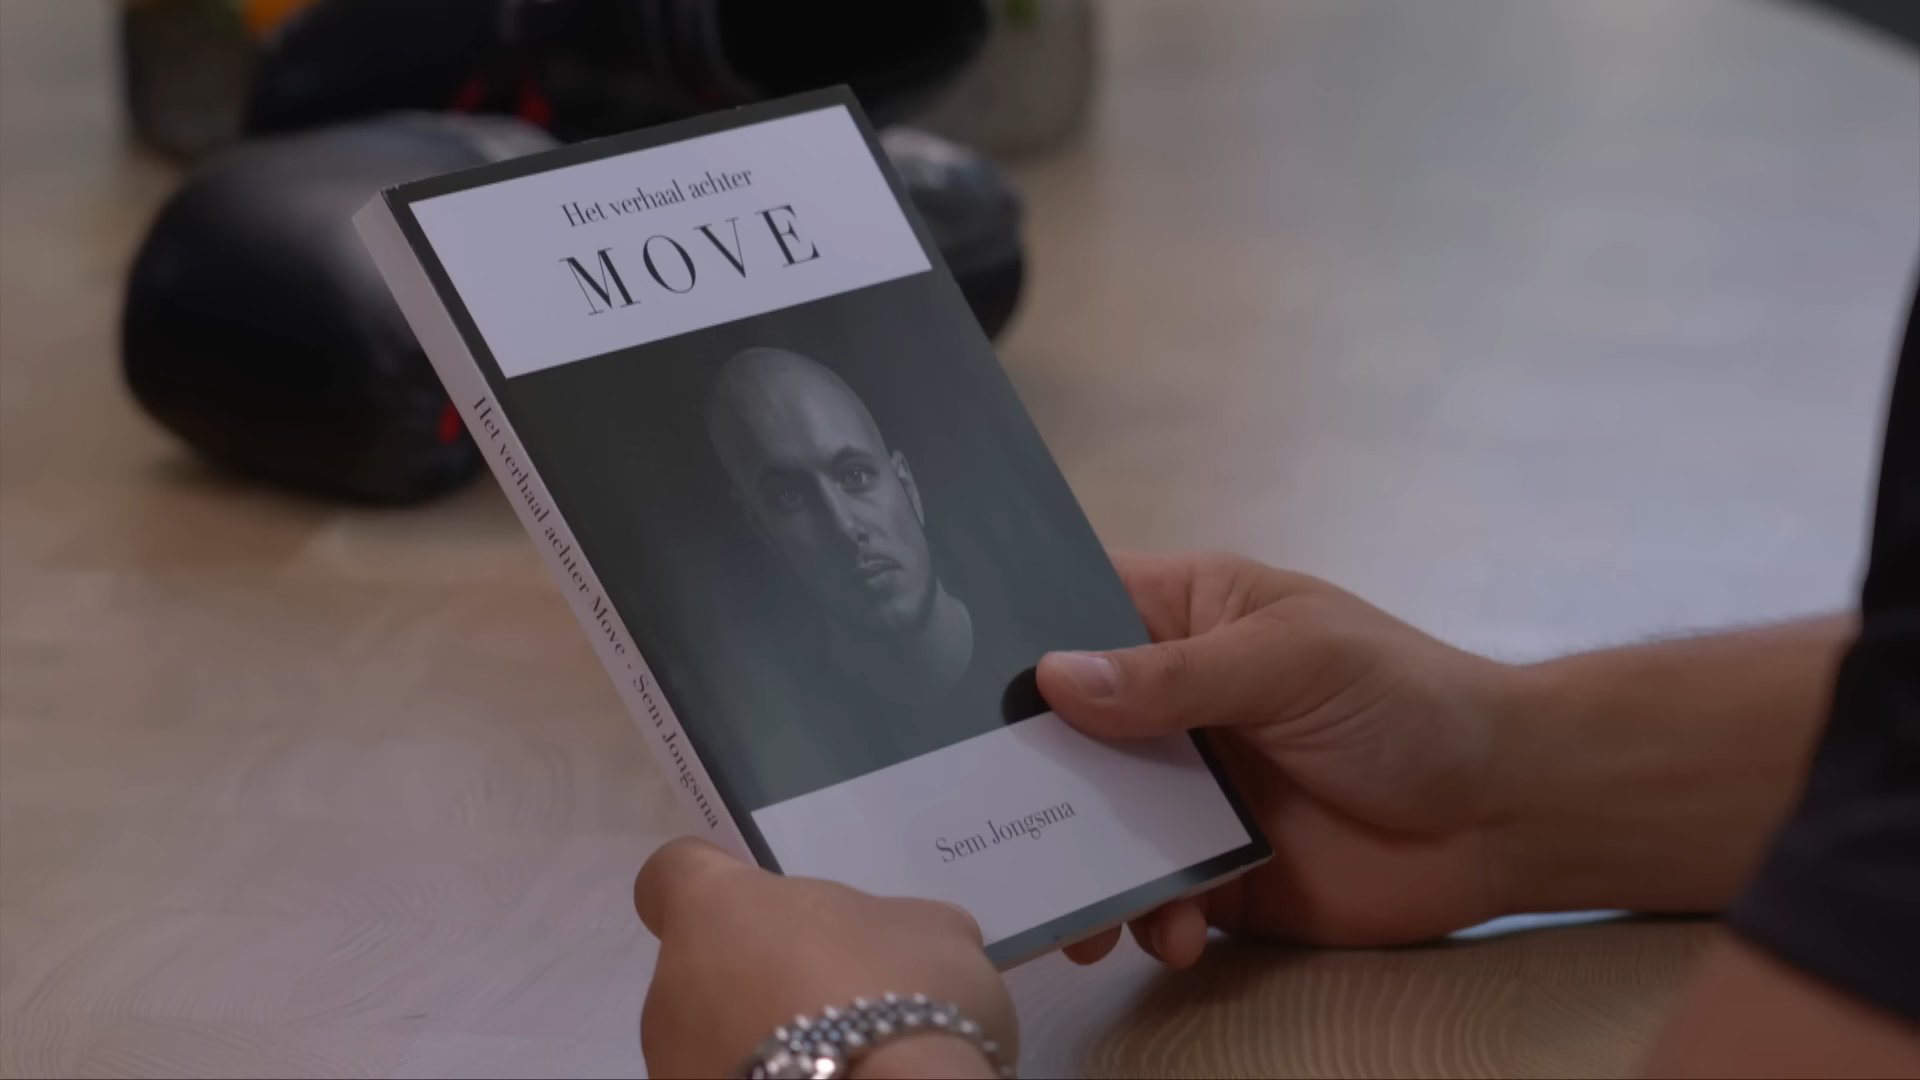 Het verhaal achter
MOVE
Het verhaal achter Move - Sem Jongsma
Sem Jongsma